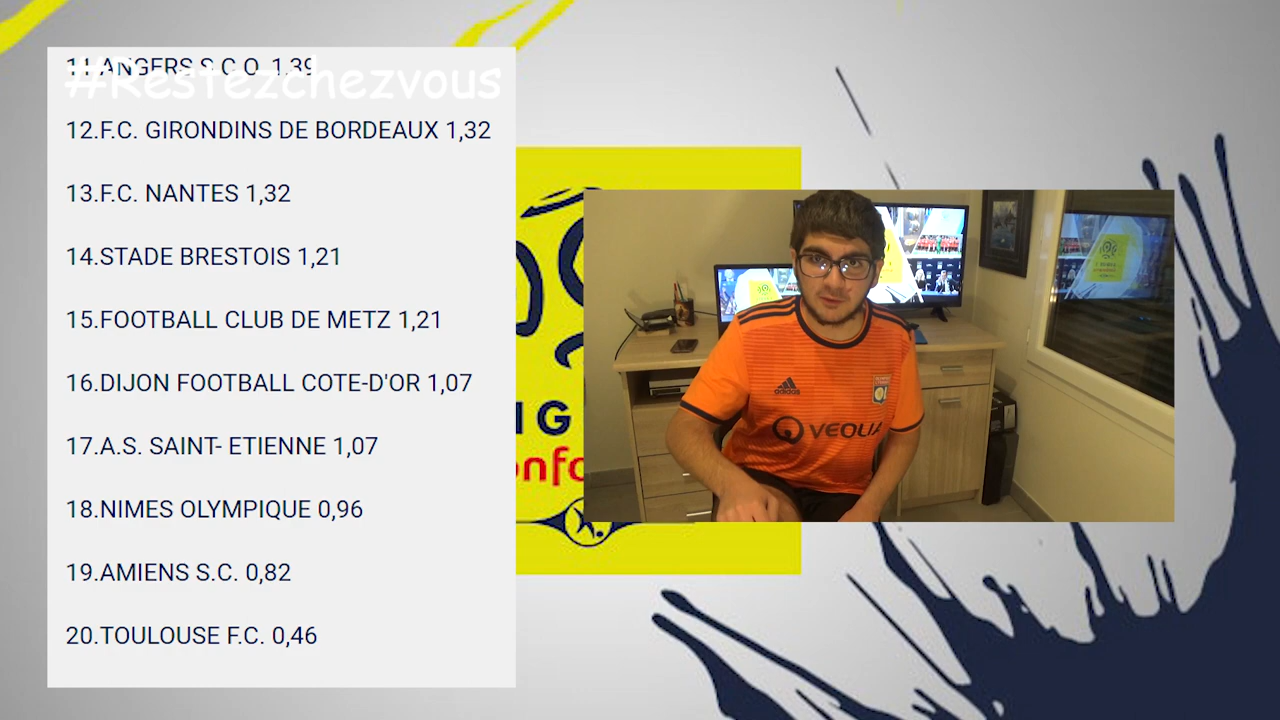 11.ANGERS S.C.O. 1,39
#Restezchezvous
12.F.C. GIRONDINS DE BORDEAUX 1,32
13.F.C. NANTES 1,32
14.STADE BRESTOIS 1,21
15.FOOTBALL CLUB DE METZ 1,21
16.DIJON FOOTBALL COTE-D'OR 1,07
17.A.S. SAINT- ETIENNE 1,07
18.NIMES OLYMPIQUE 0,96
19.AMIENS S.C. 0,82
20.TOULOUSE F.C. 0,46
adidas
VEOLIA